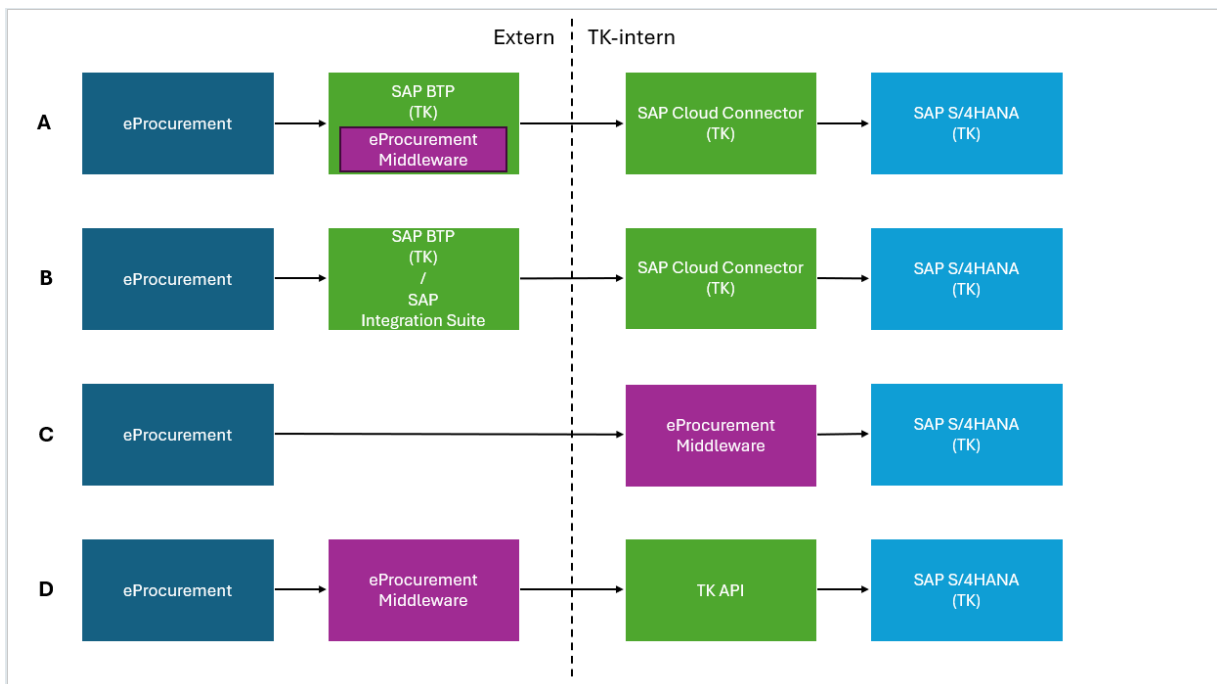 Extern
TK-intern
A
eProcurement
SAP BTP
(TK)
eProcurement
Middleware
SAP Cloud Connector
(TK)
SAP S/4HANA
(TK)
B
eProcurement
SAP BTP
(TK)
/
SAP
Integration Suite
SAP Cloud Connector
(TK)
SAP S/4HANA
(TK)
C
eProcurement
eProcurement
Middleware
SAP S/4HANA
(TK)
D
eProcurement
eProcurement
Middleware
TK API
SAP S/4HANA
(TK)